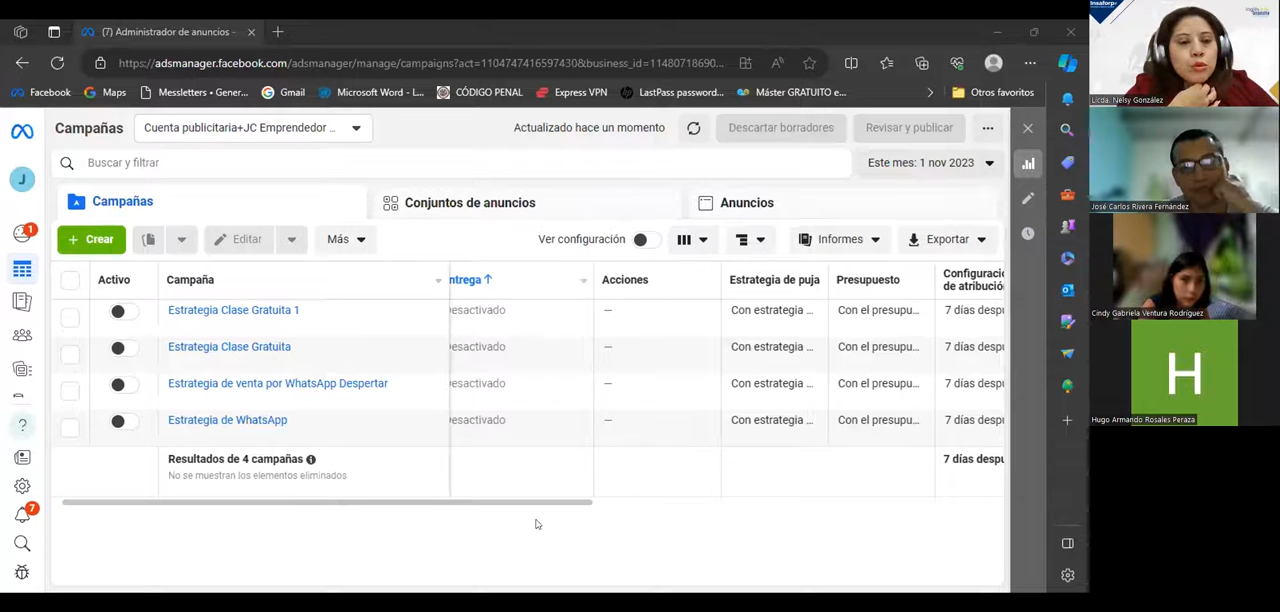 (7) Administrador de anuncios -
https://adsmanager.facebook.com/adsmanager/manage/campaigns?act=1104747416597430&business_id=11480718690...
Facebook
Maps
Messletters • Gener...
Gmail
Microsoft Word - L...
CÓDIGO PENAL
Express VPN
LastPass password...
Máster GRATUITO e...
Otros favoritos
Campañas
Cuenta publicitaria+JC Emprendedor ...
Actualizado hace un momento
Descartar borradores
Revisar y publicar
J
Buscar y filtrar
Este mes: 1 nov 2023
Campañas
Conjuntos de anuncios
Anuncios
1
+ Crear
Editar
Más
Ver configuración
Informes
Exportar
Activo
Campaña
ntrega ↑
Acciones
Estrategia de puja
Presupuesto
Configurac
de atribución
Estrategia Clase Gratuita 1
esactivado
—
Con estrategia ...
Con el presupu...
7 días despu
Estrategia Clase Gratuita
esactivado
—
Con estrategia ...
Con el presupu...
7 días despu
Estrategia de venta por WhatsApp Despertar
esactivado
—
Con estrategia ...
Con el presupu...
7 días despu
Estrategia de WhatsApp
esactivado
—
Con estrategia ...
Con el presupu...
7 días despu
Resultados de 4 campañas
No se muestran los elementos eliminados
7 días despu
7
Insaforp
Licda. Nelsy González
José Carlos Rivera Fernández
Cindy Gabriela Ventura Rodríguez
H
Hugo Armando Rosales Peraza